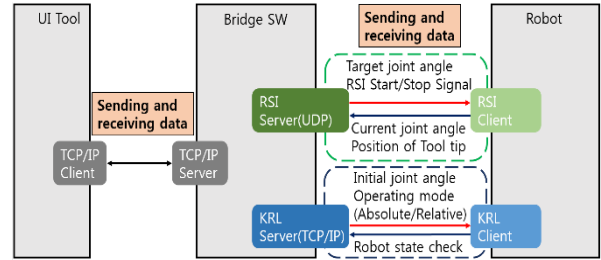 UI Tool
Bridge SW
Sending and
receiving data
Robot
Target joint angle
RSI Start/Stop Signal
RSI
Server(UDP)
RSI
Client
Current joint angle
Position of Tool tip
Sending and
receiving data
TCP/IP
Client
TCP/IP
Server
Initial joint angle
Operating mode
(Absolute/Relative)
KRL
Server(TCP/IP)
KRL
Client
Robot state check